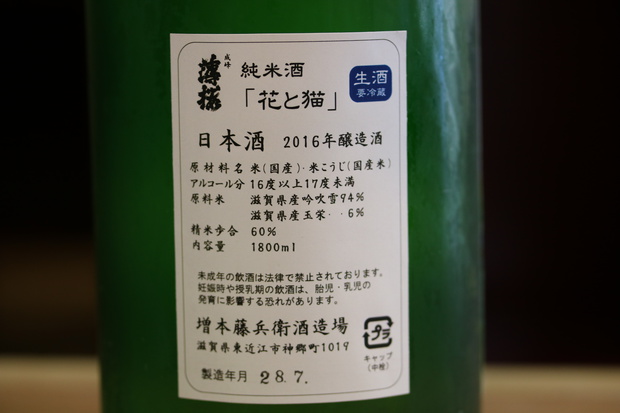 純米酒
薄桜
「花と猫」
生酒
要冷蔵
日本酒 2016年醸造酒
原材料名 米(国産)・米こうじ(国産米)
アルコール分 16度以上17度未満
原料米 滋賀県産吟吹雪94%
滋賀県産玉栄・・6%
精米歩合 60%
内容量 1800ml
未成年の飲酒は法律で禁止されております。
妊娠時や授乳期の飲酒は、胎児・乳児の
発育に影響する恐れがあります。
増本藤兵衛酒造場
滋賀県東近江市神郷町1019
プラ
キャップ
(中栓)
製造年月 28.7.